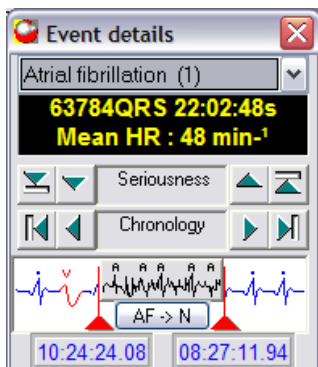 Event details
Atrial fibrillation (1)
63784QRS 22:02:48s
Mean HR : 48 min-¹
Seriousness
Chronology
A A A A A
AF -> N
10:24:24.08 08:27:11.94